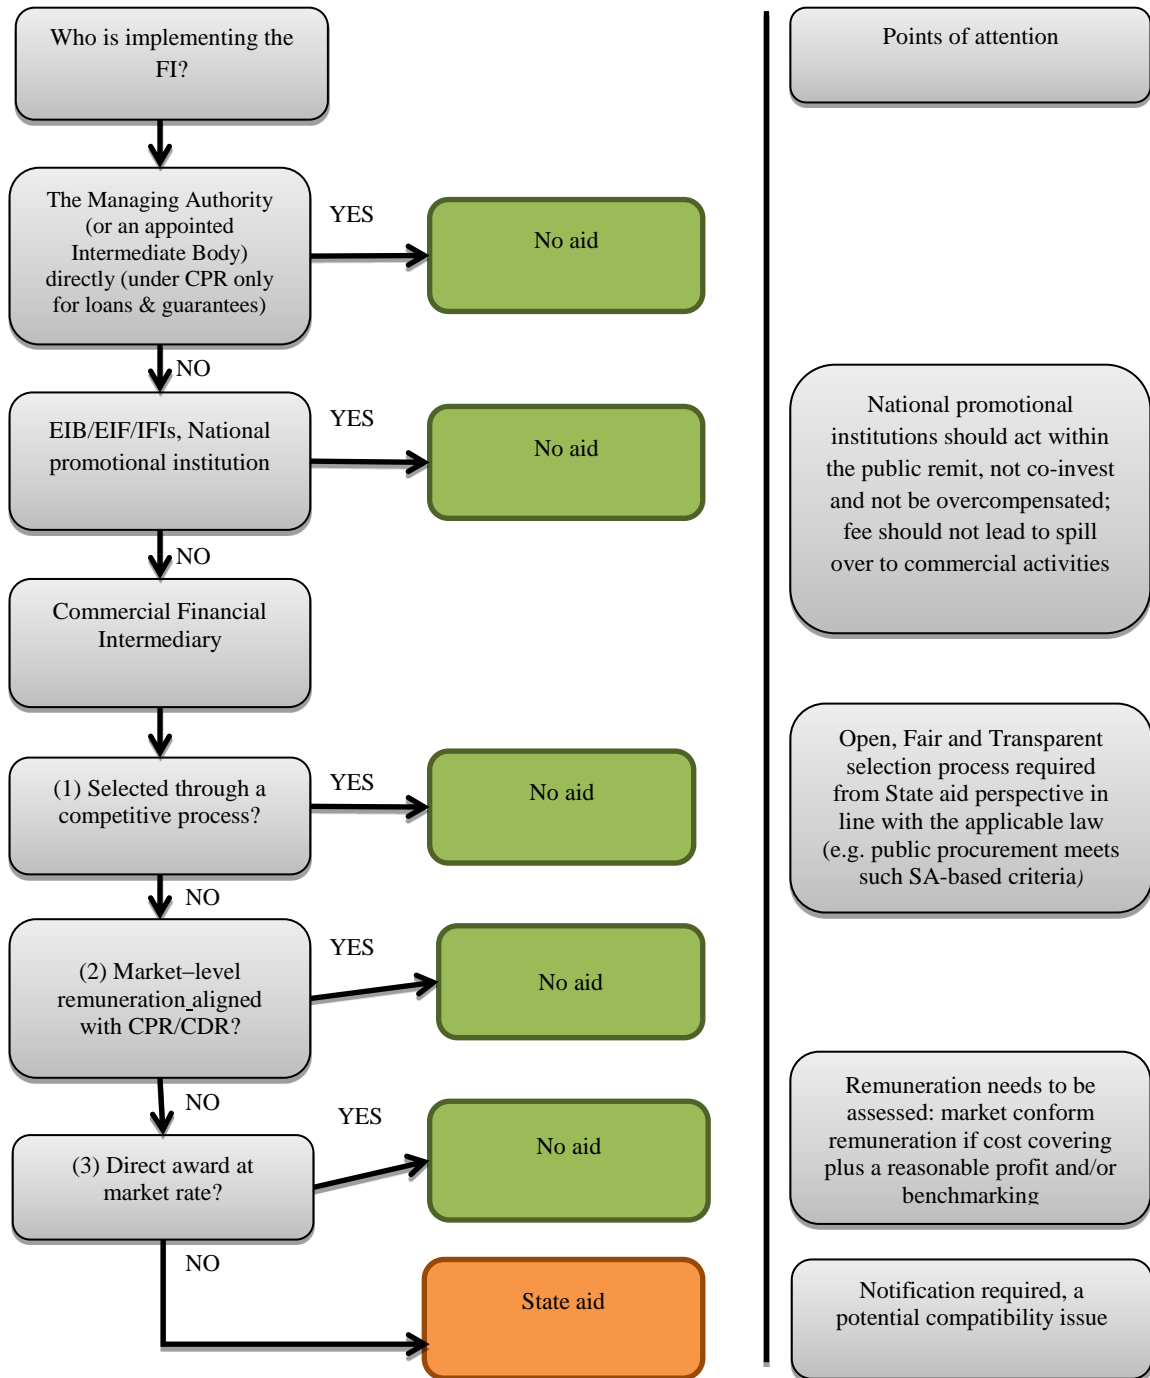 Who is implementing the
FI?
Points of attention
The Managing Authority
(or an appointed
Intermediate Body)
directly (under CPR only
for loans & guarantees)
YES
No aid
NO
EIB/EIF/IFIs, National
promotional institution
YES
No aid
National promotional
institutions should act within
the public remit, not co-invest
and not be overcompensated;
fee should not lead to spill
over to commercial activities
NO
Commercial Financial
Intermediary
(1) Selected through a
competitive process?
YES
No aid
Open, Fair and Transparent
selection process required
from State aid perspective in
line with the applicable law
(e.g. public procurement meets
such SA-based criteria)
NO
(2) Market–level
remuneration aligned
with CPR/CDR?
YES
No aid
NO
(3) Direct award at
market rate?
YES
No aid
Remuneration needs to be
assessed: market conform
remuneration if cost covering
plus a reasonable profit and/or
benchmarking
NO
State aid
Notification required, a
potential compatibility issue